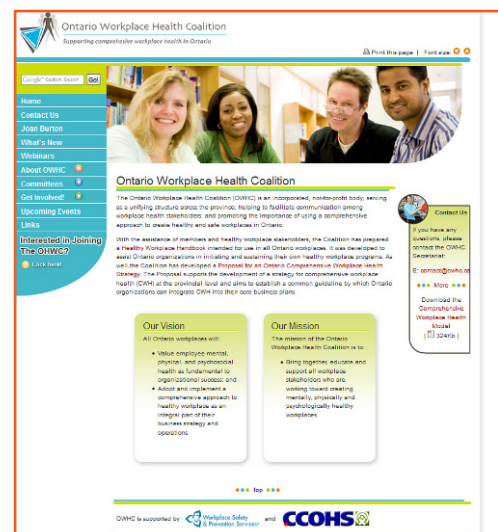 Ontario Workplace Health Coalition
Supporting comprehesive workplace health in Ontario
Print this page | Font size:
Google™ Custom Search Go!
Home
Contact Us
Joan Burton
What's New
Webinars
About OWHC
Committees
Get Involved!
Upcoming Events
Links
Interested in Joining
The OHWC?
Click here!
Ontario Workplace Health Coalition
The Ontario Workplace Health Coalition (OWHC) is an incorporated, not-for-profit body; serving
as a unifying structure across the province; helping to facilitate communication among
workplace health stakeholders; and promoting the importance of using a comprehensive
approach to create healthy and safe workplaces in Ontario.
With the assistance of members and healthy workplace stakeholders, the Coalition has prepared
a Healthy Workplace Handbook intended for use in all Ontario workplaces. It was developed to
assist Ontario organizations in initiating and sustaining their own healthy workplace programs. As
well, the Coalition has developed a Proposal for an Ontario Comprehensive Workplace Health
Strategy. The Proposal supports the development of a strategy for comprehensive workplace
health (CWH) at the provincial level and aims to establish a common guideline by which Ontario
organizations can integrate CWH into their core business plans.
Contact Us
If you have any
questions, please
contact the OWHC
Secretariat:
E: contact@owhc.ca
More
Download the
Comprehensive
Workplace Health
Model
[ 324Kb ]
Our Vision
All Ontario workplaces will:
• Value employee mental,
physical, and psychosocial
health as fundamental to
organizational success; and
• Adopt and implement a
comprehensive approach to
healthy workplace as an
integral part of their
business strategy and
operations.
Our Mission
The mission of the Ontario
Workplace Health Coalition is to:
• Bring together, educate and
support all workplace
stakeholders who are
working toward creating
mentally, physically and
psychologically healthy
workplaces.
Top
OWHC is supported by Workplace Safety & Prevention Services and CCOHS